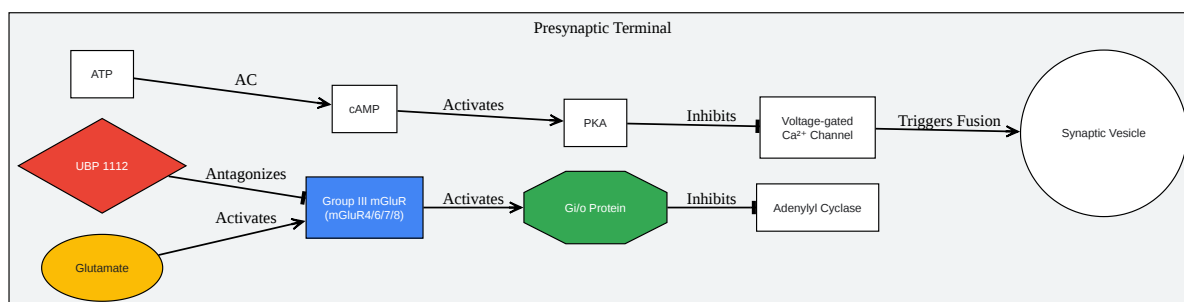 Presynaptic Terminal
ATP
AC
cAMP
Activates
PKA
Inhibits
Voltage-gated
Ca²⁺ Channel
Triggers Fusion
Synaptic Vesicle
UBP 1112
Antagonizes
Glutamate
Activates
Group III mGluR
(mGluR4/6/7/8)
Activates
Gi/o Protein
Inhibits
Adenylyl Cyclase